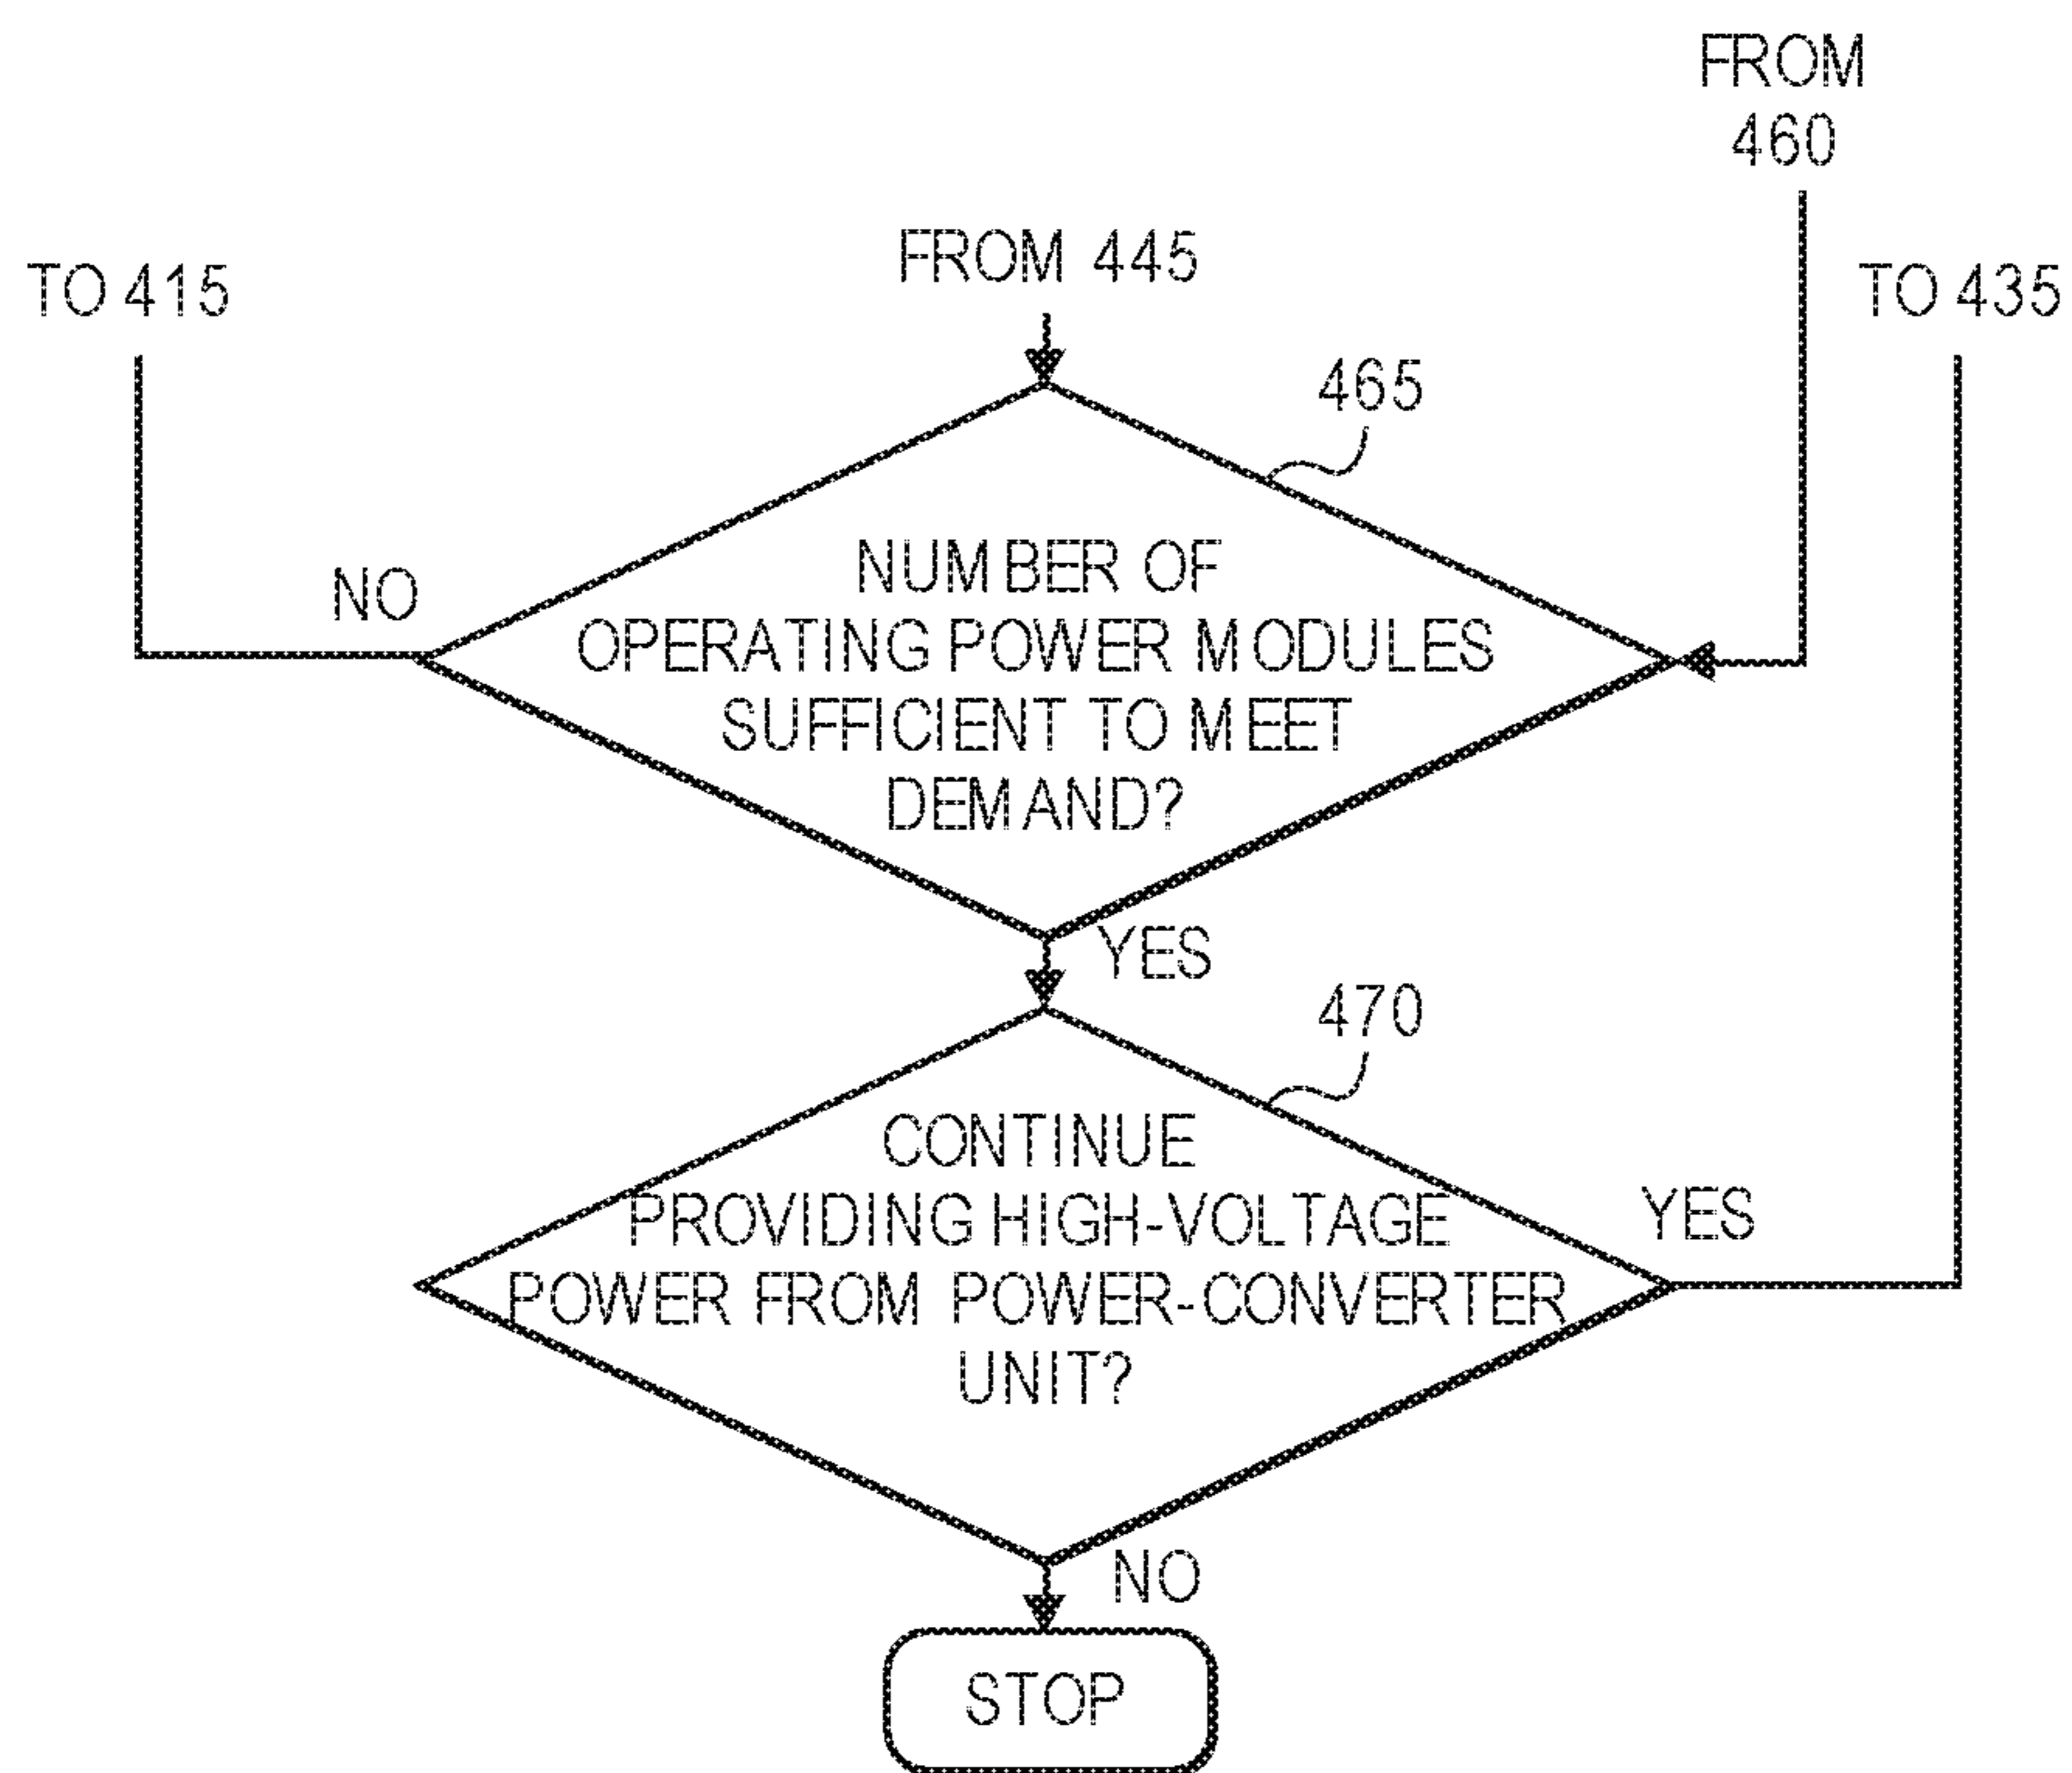 FROM
460
FROM 445
TO 415
TO 435
465
NO
NUMBER OF
OPERATING POWER MODULES
SUFFICIENT TO MEET
DEMAND?
YES
470
CONTINUE
PROVIDING HIGH-VOLTAGE
POWER FROM POWER-CONVERTER
UNIT?
YES
NO
STOP